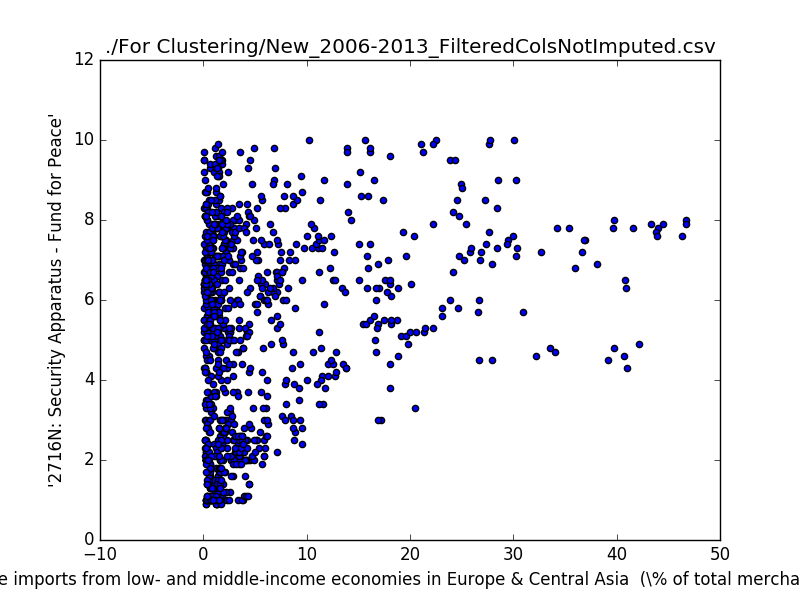 ./For Clustering/New_2006-2013_FilteredColsNotImputed.csv
12
10
8
6
4
2
0
'2716N: Security Apparatus - Fund for Peace'
−10 0 10 20 30 40 50
e imports from low- and middle-income economies in Europe & Central Asia (\% of total mercha